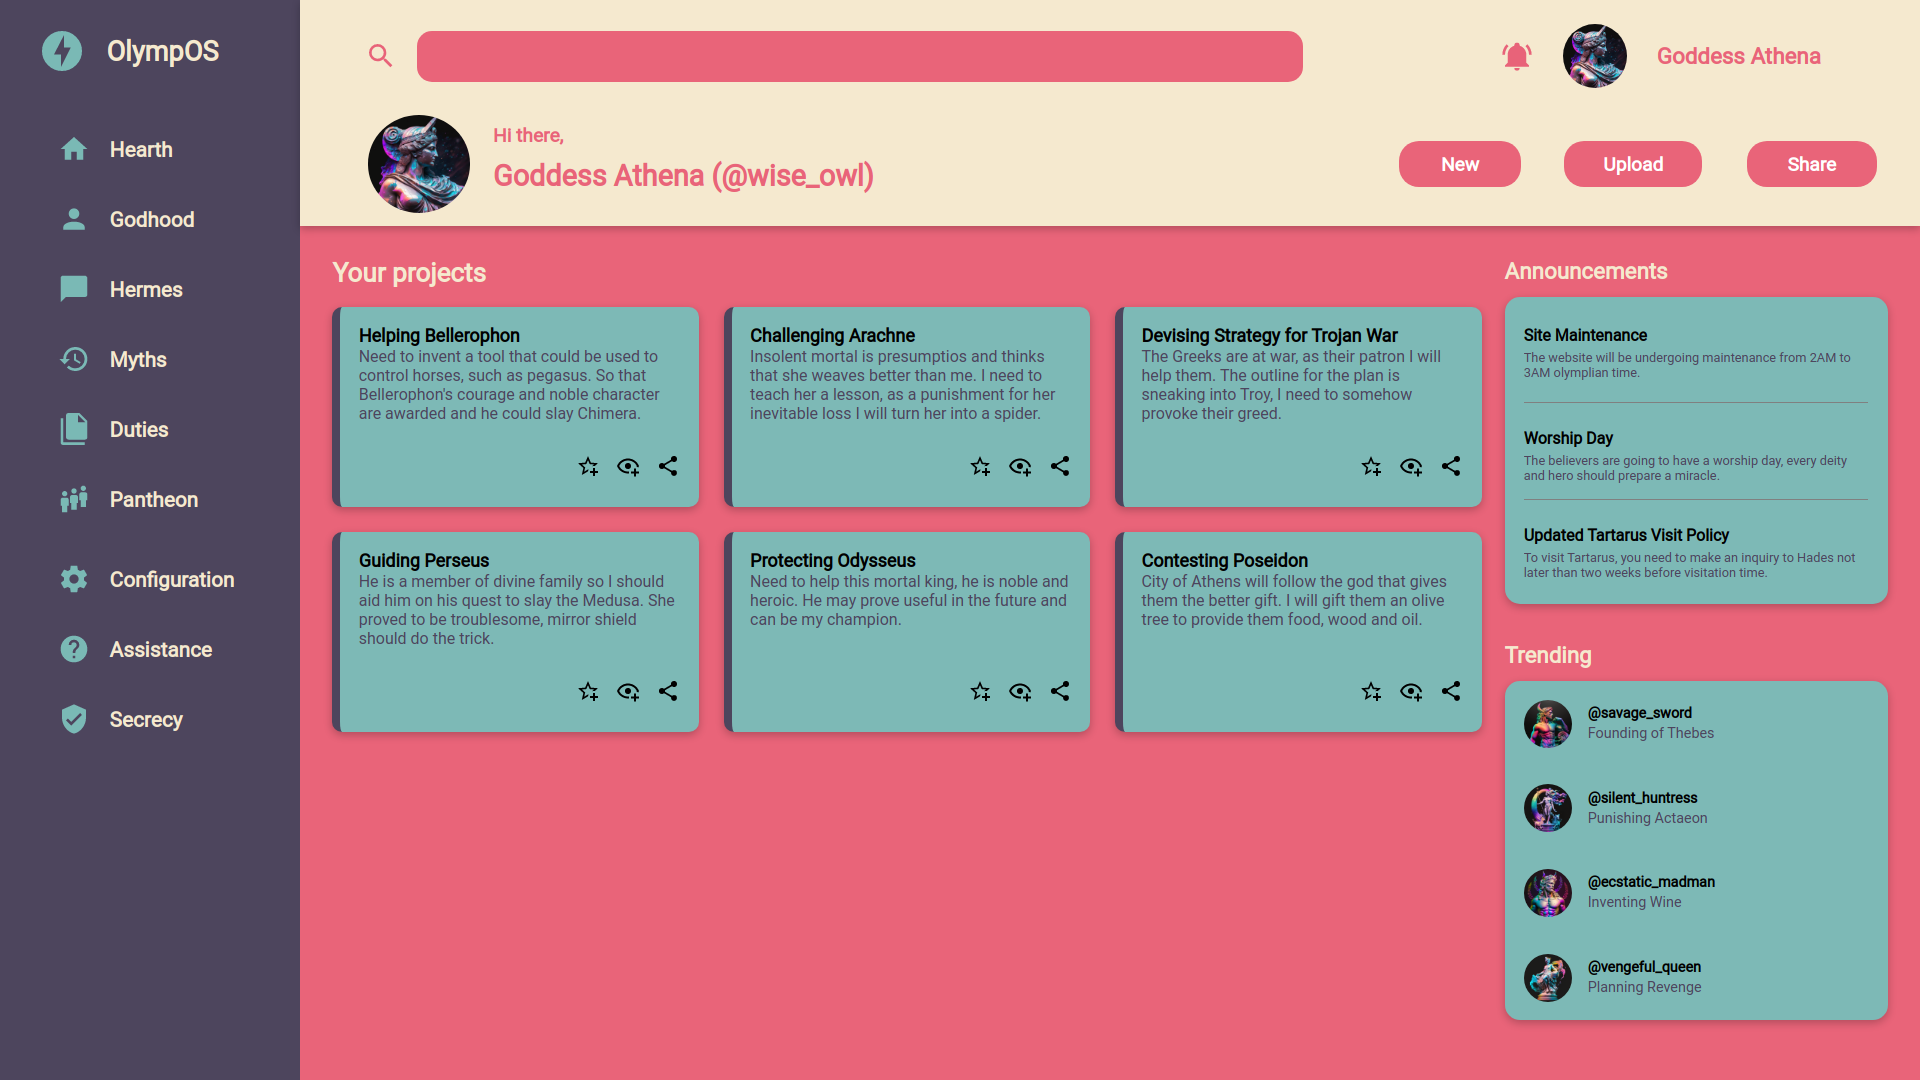 OlympOS
Hearth
Godhood
Hermes
Myths
Duties
Pantheon
Configuration
Assistance
Secrecy
Goddess Athena
Hi there,
Goddess Athena (@wise_owl)
New
Upload
Share
Your projects
Helping Bellerophon
Need to invent a tool that could be used to
control horses, such as pegasus. So that
Bellerophon's courage and noble character
are awarded and he could slay Chimera.
Challenging Arachne
Insolent mortal is presumptios and thinks
that she weaves better than me. I need to
teach her a lesson, as a punishment for her
inevitable loss I will turn her into a spider.
Devising Strategy for Trojan War
The Greeks are at war, as their patron I will
help them. The outline for the plan is
sneaking into Troy, I need to somehow
provoke their greed.
Guiding Perseus
He is a member of divine family so I should
aid him on his quest to slay the Medusa. She
proved to be troublesome, mirror shield
should do the trick.
Protecting Odysseus
Need to help this mortal king, he is noble and
heroic. He may prove useful in the future and
can be my champion.
Contesting Poseidon
City of Athens will follow the god that gives
them the better gift. I will gift them an olive
tree to provide them food, wood and oil.
Announcements
Site Maintenance
The website will be undergoing maintenance from 2AM to
3AM olymplian time.
Worship Day
The believers are going to have a worship day, every deity
and hero should prepare a miracle.
Updated Tartarus Visit Policy
To visit Tartarus, you need to make an inquiry to Hades not
later than two weeks before visitation time.
Trending
@savage_sword
Founding of Thebes
@silent_huntress
Punishing Actaeon
@ecstatic_madman
Inventing Wine
@vengeful_queen
Planning Revenge